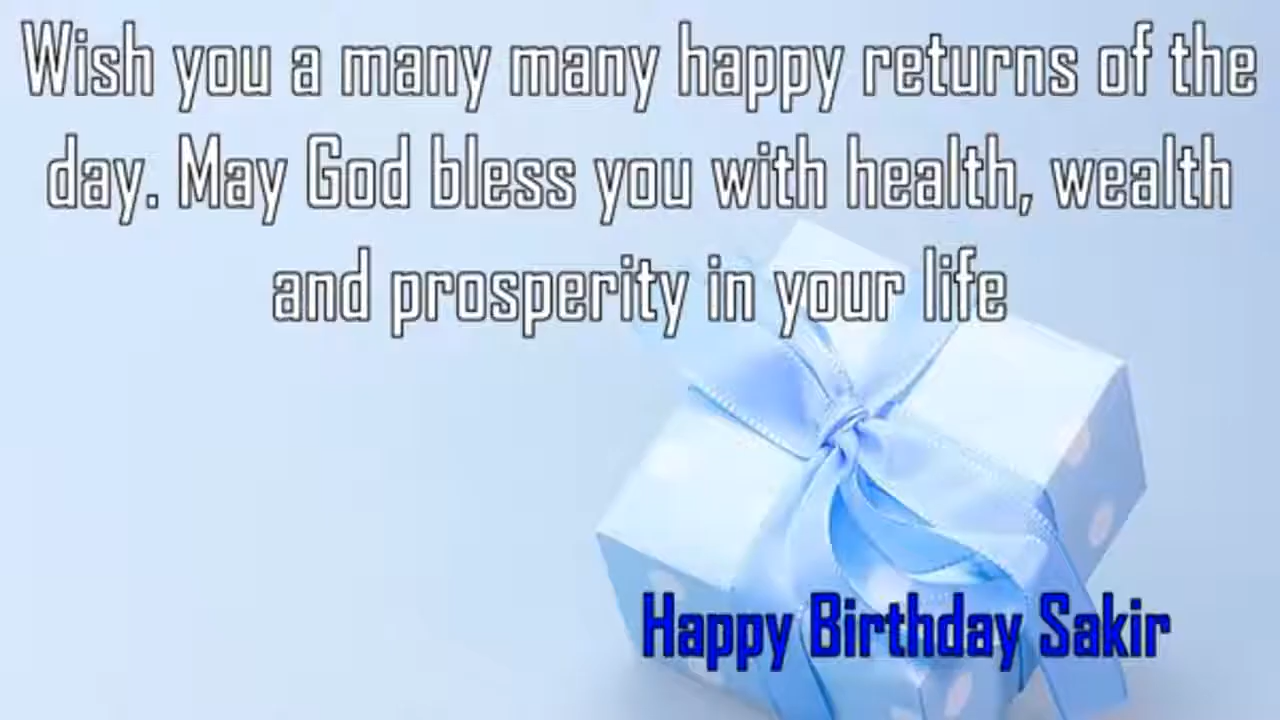 Wish you a many many happy returns of the
day. May God bless you with health, wealth
and prosperity in your life
Happy Birthday Sakir